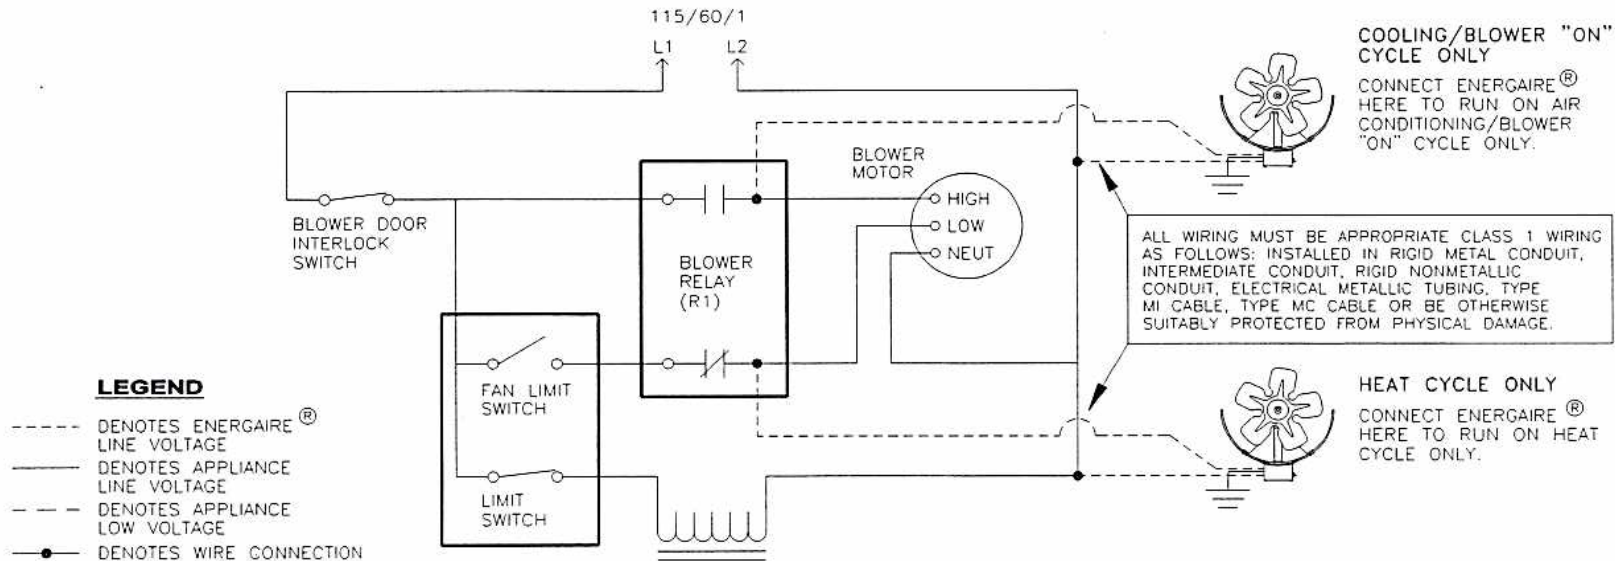 115/60/1
L1 L2
COOLING/BLOWER "ON"
CYCLE ONLY
CONNECT ENERGAIRE ®
HERE TO RUN ON AIR
CONDITIONING/BLOWER
"ON" CYCLE ONLY.
BLOWER
MOTOR
HIGH
LOW
NEUT
BLOWER DOOR
INTERLOCK
SWITCH
BLOWER
RELAY
(R1)
ALL WIRING MUST BE APPROPRIATE CLASS 1 WIRING
AS FOLLOWS: INSTALLED IN RIGID METAL CONDUIT,
INTERMEDIATE CONDUIT, RIGID NONMETALLIC
CONDUIT, ELECTRICAL METALLIC TUBING, TYPE
MI CABLE, TYPE MC CABLE OR BE OTHERWISE
SUITABLY PROTECTED FROM PHYSICAL DAMAGE.
FAN LIMIT
SWITCH
LIMIT
SWITCH
HEAT CYCLE ONLY
CONNECT ENERGAIRE ®
HERE TO RUN ON HEAT
CYCLE ONLY.
LEGEND
DENOTES ENERGAIRE ®
LINE VOLTAGE
DENOTES APPLIANCE
LINE VOLTAGE
DENOTES APPLIANCE
LOW VOLTAGE
DENOTES WIRE CONNECTION